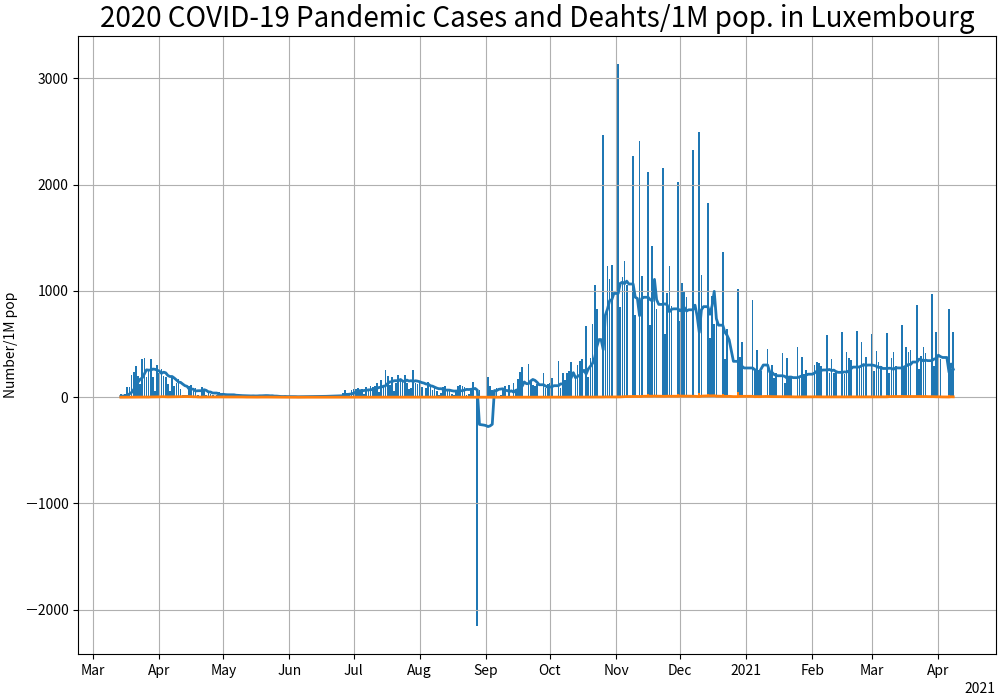 2020 COVID-19 Pandemic Cases and Deahts/1M pop. in Luxembourg
Number/1M pop
3000
2000
1000
0
−1000
−2000
Mar Apr May Jun Jul Aug Sep Oct Nov Dec 2021 Feb Mar Apr
2021